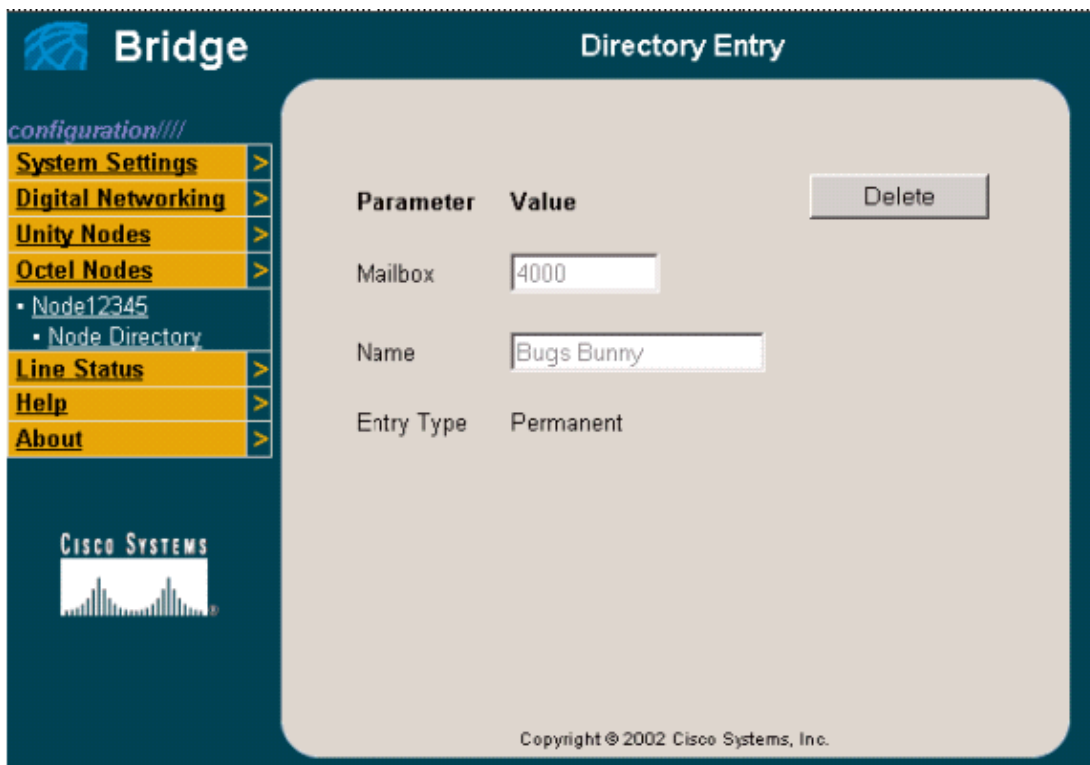 Bridge
Directory Entry
configuration////
System Settings >
Digital Networking >
Unity Nodes >
Octel Nodes >
▪ Node12345
▪ Node Directory
Line Status >
Help >
About >
CISCO SYSTEMS
®
Parameter Value
Delete
Mailbox 4000
Name Bugs Bunny
Entry Type Permanent
Copyright © 2002 Cisco Systems, Inc.